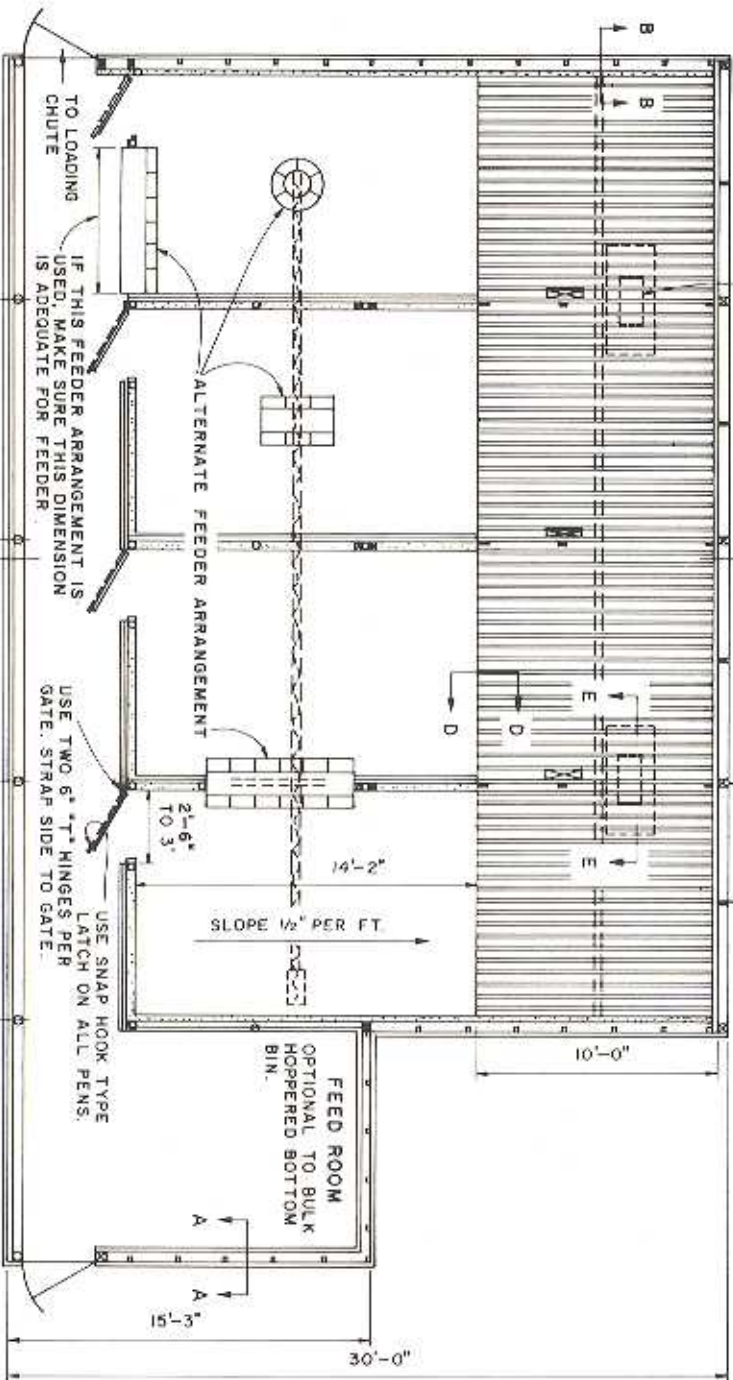 B
B
TO LOADING
CHUTE
IF THIS FEEDER ARRANGEMENT IS
USED, MAKE SURE THIS DIMENSION
IS ADEQUATE FOR FEEDER.
ALTERNATE FEEDER ARRANGEMENT
D
D
E
E
USE TWO 6" "T" HINGES PER
GATE. STRAP SIDE TO GATE.
2'-6"
TO 3'
14'-2"
SLOPE 1/2" PER FT.
USE SNAP HOOK TYPE
LATCH ON ALL PENS.
10'-0"
FEED ROOM
OPTIONAL TO BULK
HOPPERED BOTTOM
BIN.
A
A
15'-3"
30'-0"